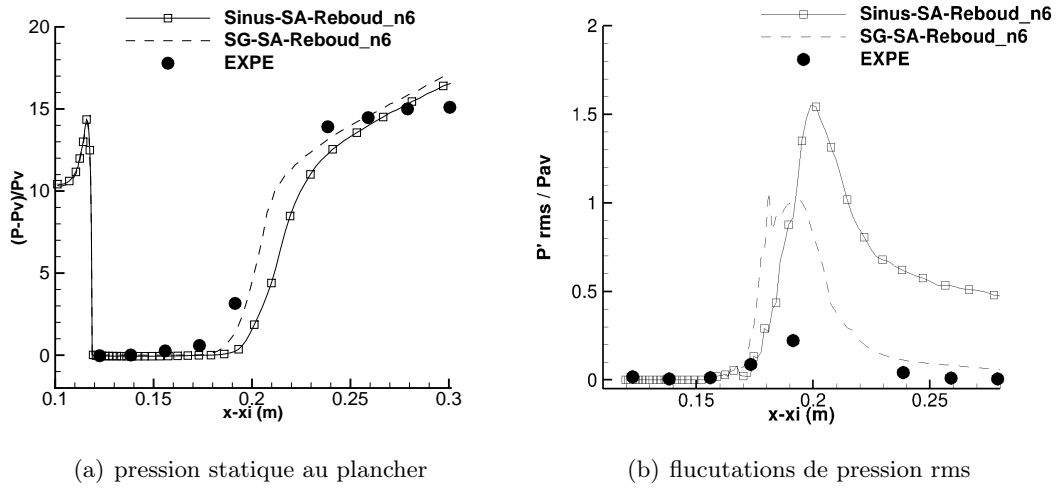 Sinus-SA-Reboud_n6
SG-SA-Reboud_n6
EXPE
(P-Pv)/Pv
20
15
10
5
0
0.1
0.15
0.2
0.25
0.3
x-xi (m)
(a) pression statique au plancher
Sinus-SA-Reboud_n6
SG-SA-Reboud_n6
EXPE
P' rms / Pav
2
1.5
1
0.5
0
0.15
0.2
0.25
x-xi (m)
(b) flucutations de pression rms